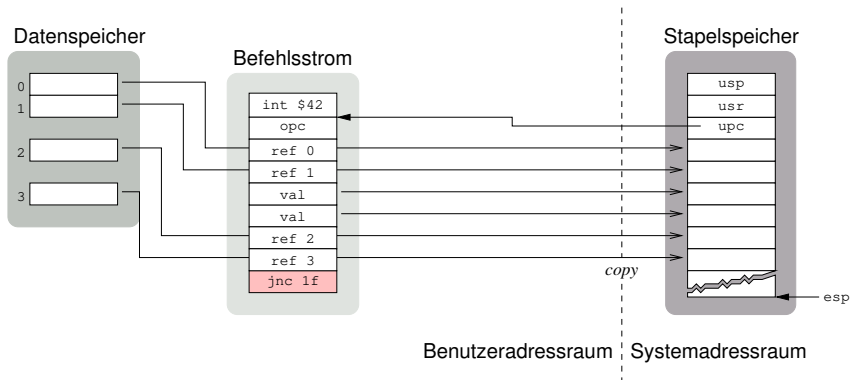 Datenspeicher
0
1
2
3
Befehlsstrom
int $42
opc
ref 0
ref 1
val
val
ref 2
ref 3
jnc 1f
Stapelspeicher
usp
usr
upc
copy
esp
Benutzeradressraum
Systemadressraum